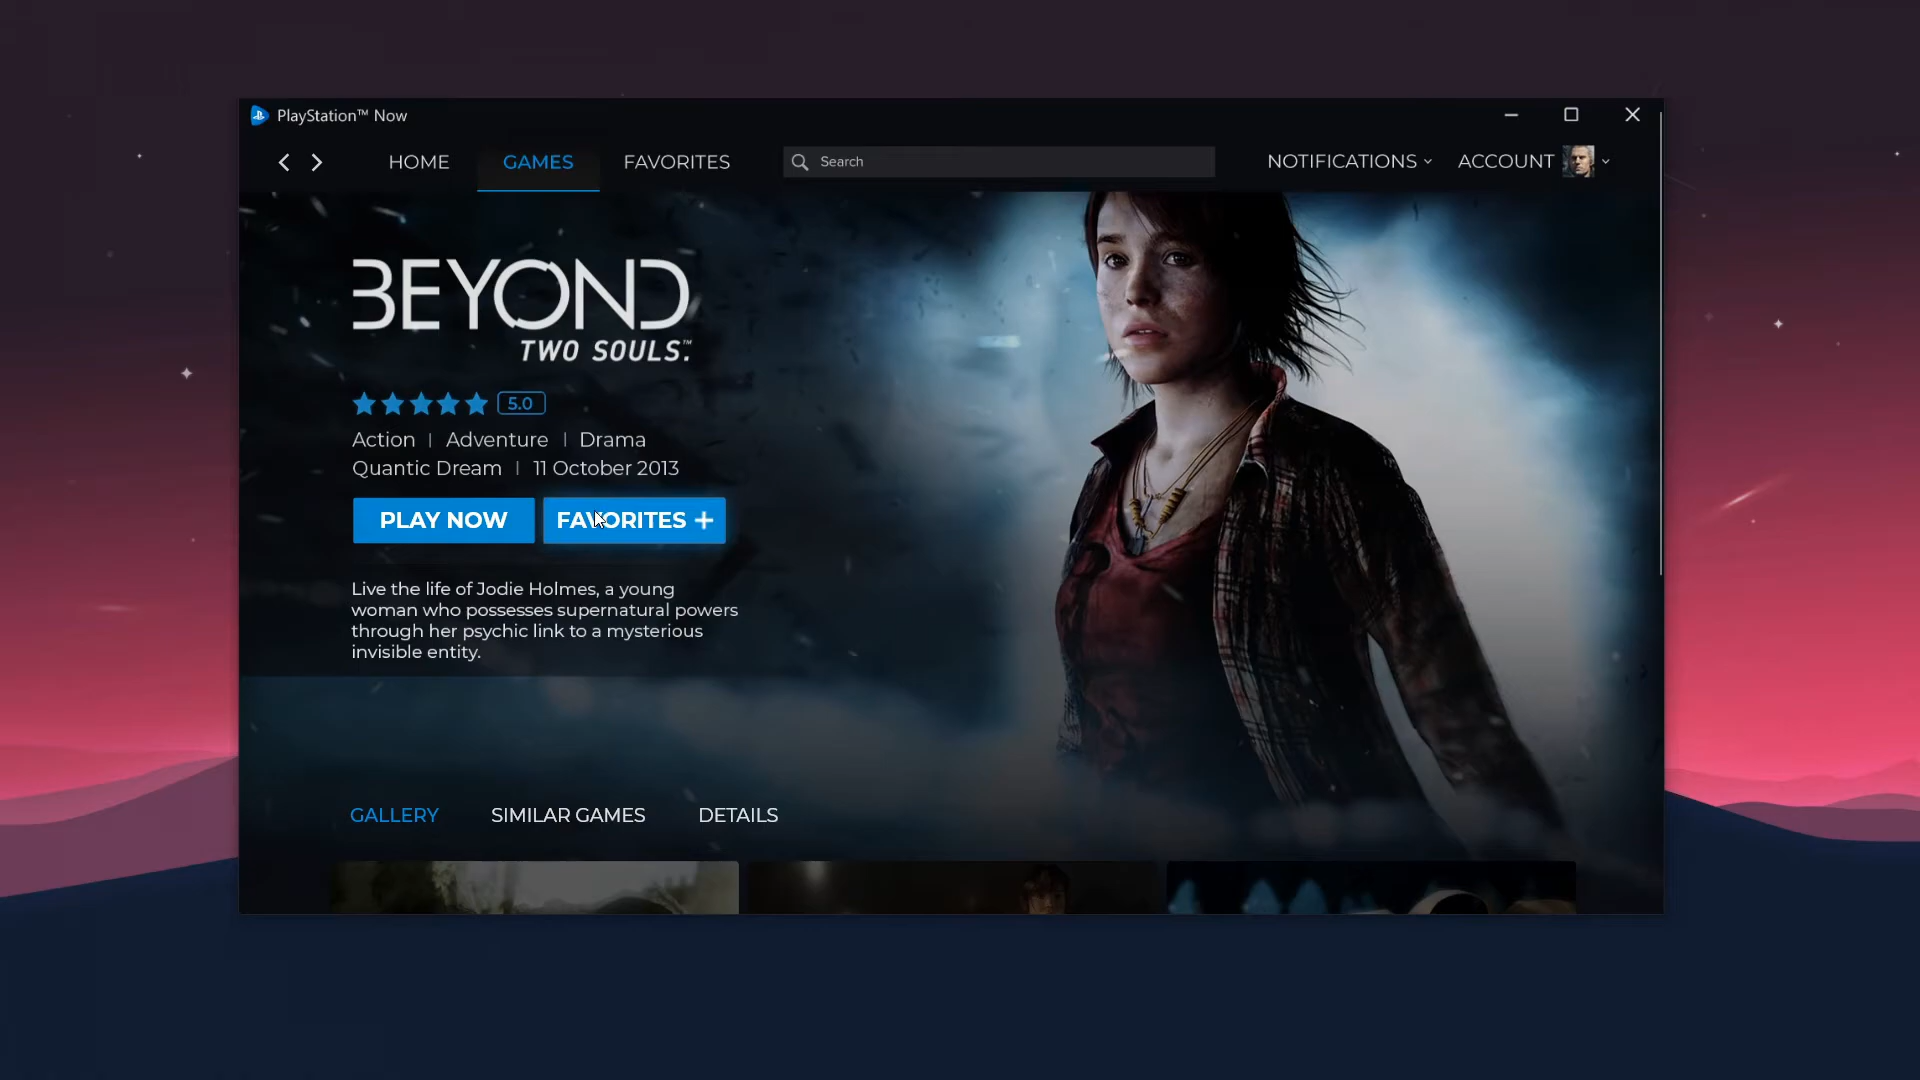 PlayStation™ Now
HOME GAMES FAVORITES Search NOTIFICATIONS ACCOUNT
BEYOND
TWO SOULS.™
5.0
Action | Adventure | Drama
Quantic Dream | 11 October 2013
PLAY NOW FAVORITES +
Live the life of Jodie Holmes, a young
woman who possesses supernatural powers
through her psychic link to a mysterious
invisible entity.
GALLERY SIMILAR GAMES DETAILS